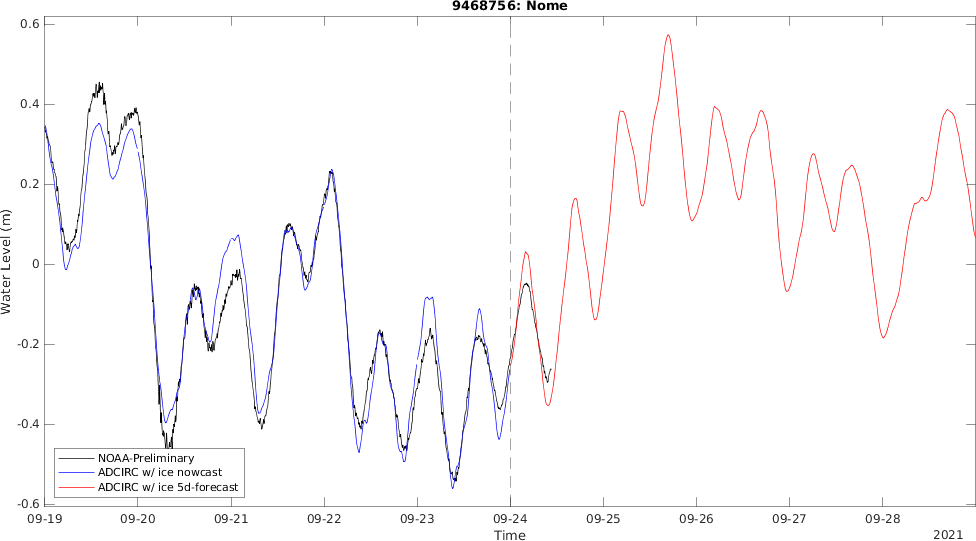 9468756: Nome
0.6
0.4
0.2
0
-0.2
-0.4
-0.6
Water Level (m)
NOAA-Preliminary
ADCIRC w/ ice nowcast
ADCIRC w/ ice 5d-forecast
09-19 09-20 09-21 09-22 09-23 09-24 09-25 09-26 09-27 09-28
Time
2021